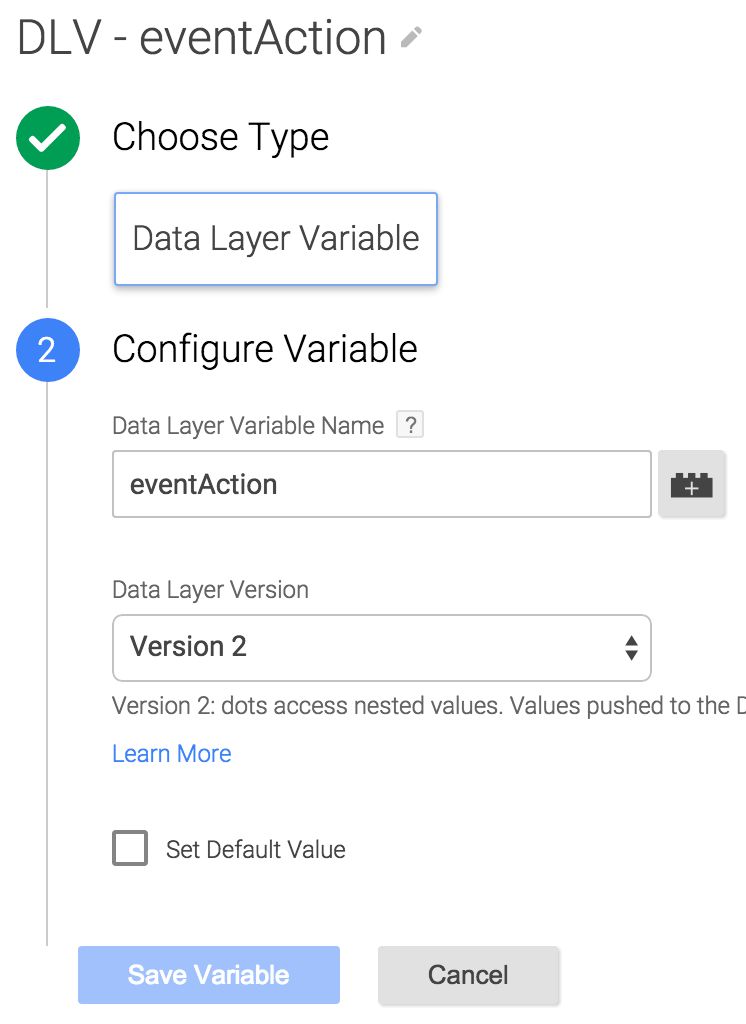 DLV - eventAction
Choose Type
Data Layer Variable
2 Configure Variable
Data Layer Variable Name ?
eventAction
Data Layer Version
Version 2
Version 2: dots access nested values. Values pushed to the
Learn More
Set Default Value
Save Variable Cancel